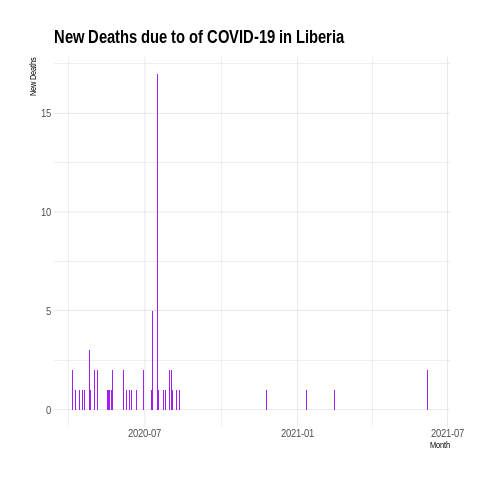 New Deaths due to of COVID-19 in Liberia
New Deaths
15
10
5
0
2020-07
2021-01
2021-07
Month